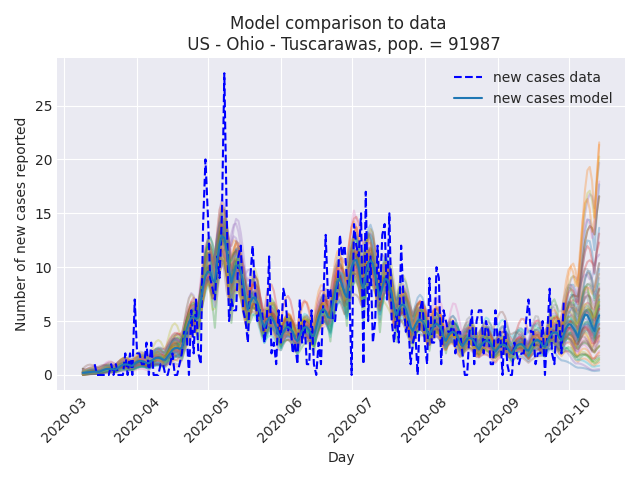 Model comparison to data
US - Ohio - Tuscarawas, pop. = 91987
new cases data
new cases model
Number of new cases reported
25
20
15
10
5
0
2020-03
2020-04
2020-05
2020-06
2020-07
2020-08
2020-09
2020-10
Day